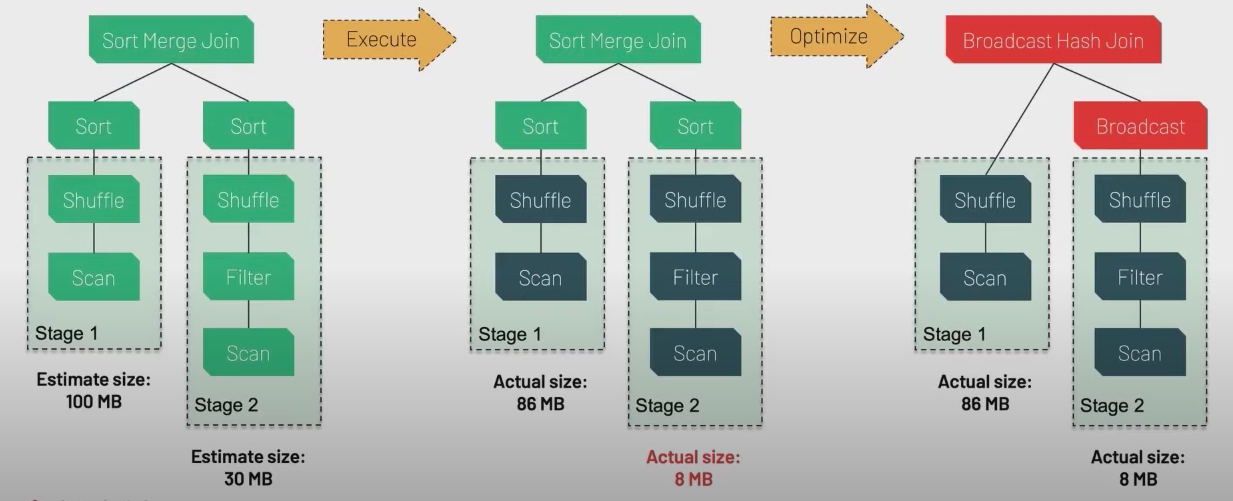 Sort Merge Join
Execute
Sort Merge Join
Optimize
Broadcast Hash Join
Sort
Sort
Sort
Sort
Broadcast
Shuffle
Shuffle
Shuffle
Shuffle
Shuffle
Shuffle
Scan
Filter
Scan
Filter
Scan
Filter
Stage 1
Scan
Stage 1
Scan
Stage 1
Scan
Estimate size:
100 MB
Stage 2
Actual size:
86 MB
Stage 2
Actual size:
86 MB
Stage 2
Estimate size:
30 MB
Actual size:
8 MB
Actual size:
8 MB